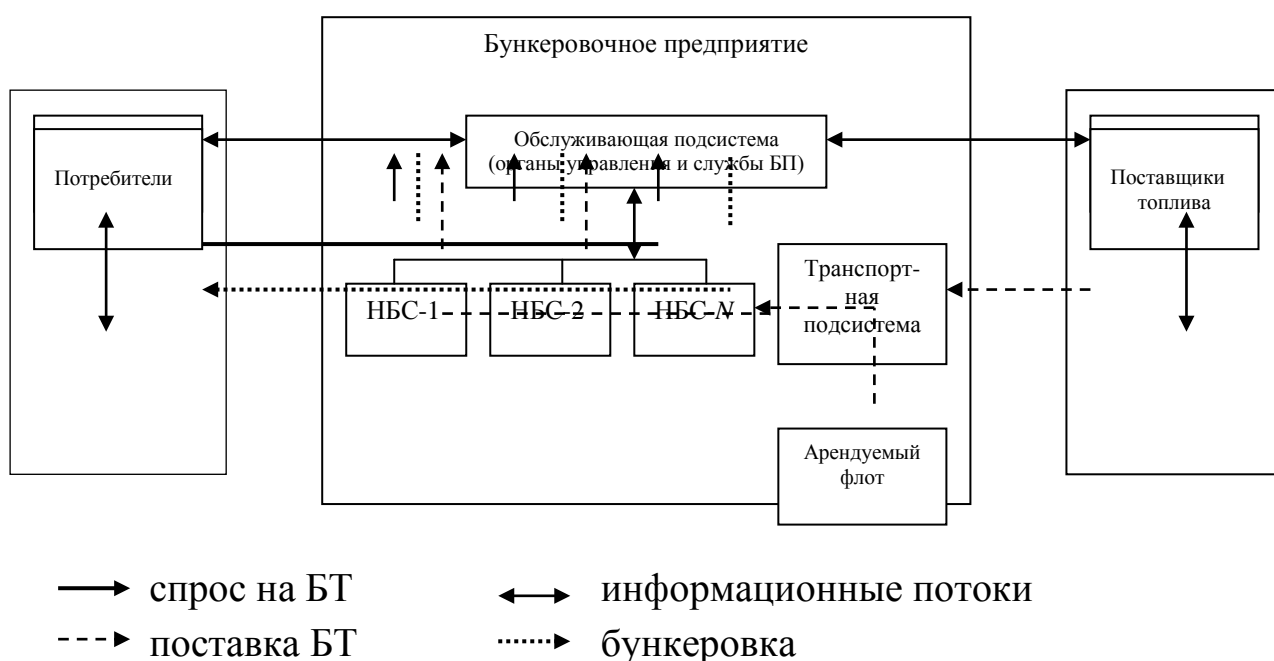 Бункеровочное предприятие
Обслуживающая подсистема
(органы управления и службы БП)
Потребители
Поставщики
топлива
Транспорт-
ная
подсистема
НБС-1
НБС-2
НБС-N
Арендуемый
флот
спрос на БТ
информационные потоки
поставка БТ
бункеровка